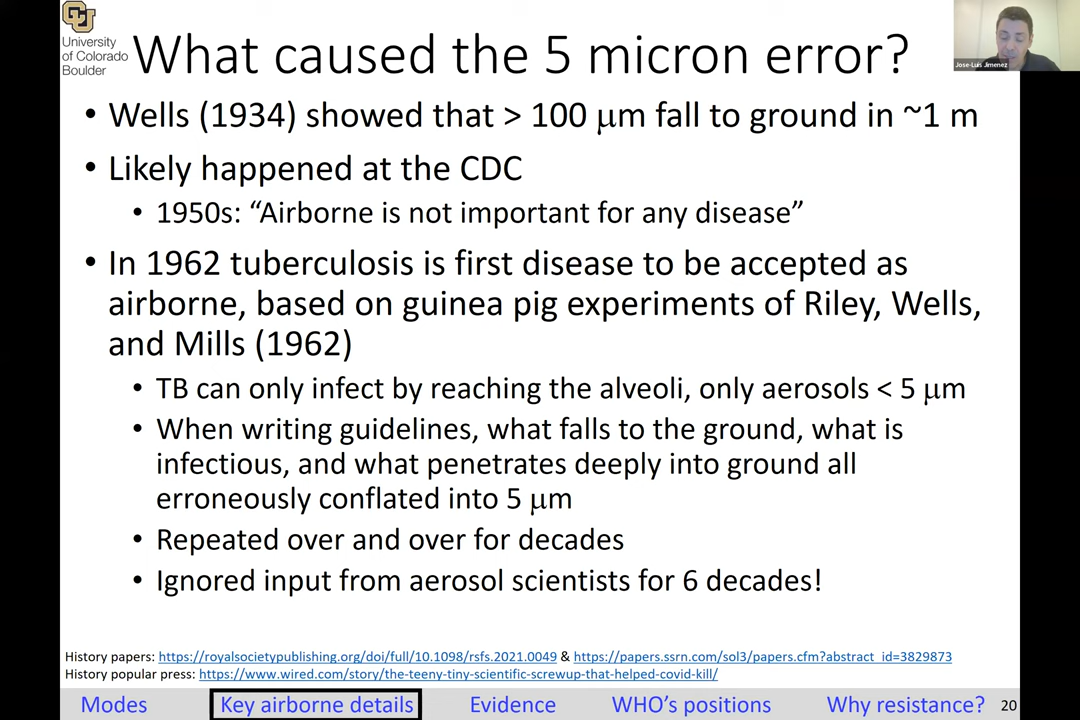 University
of Colorado
Boulder
What caused the 5 micron error?
Jose-Luis Jimenez
• Wells (1934) showed that > 100 μm fall to ground in ~1 m
• Likely happened at the CDC
• 1950s: “Airborne is not important for any disease”
• In 1962 tuberculosis is first disease to be accepted as
airborne, based on guinea pig experiments of Riley, Wells,
and Mills (1962)
• TB can only infect by reaching the alveoli, only aerosols < 5 μm
• When writing guidelines, what falls to the ground, what is
infectious, and what penetrates deeply into ground all
erroneously conflated into 5 μm
• Repeated over and over for decades
• Ignored input from aerosol scientists for 6 decades!
History papers: https://royalsocietypublishing.org/doi/full/10.1098/rsfs.2021.0049 & https://papers.ssrn.com/sol3/papers.cfm?abstract_id=3829873
History popular press: https://www.wired.com/story/the-teeny-tiny-scientific-screwup-that-helped-covid-kill/
Modes Key airborne details Evidence WHO’s positions Why resistance? 20